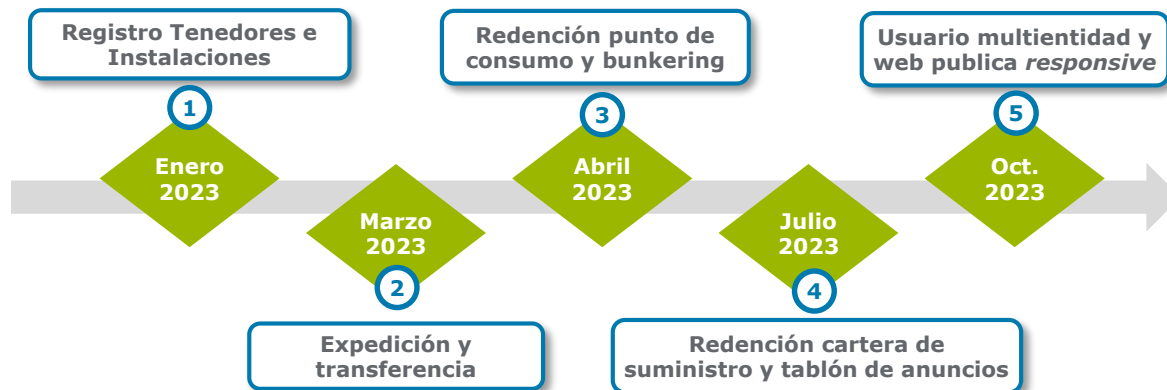 Registro Tenedores e
Instalaciones
1
Enero
2023
Marzo
2023
2
Expedición y
transferencia
Redención punto de
consumo y bunkering
3
Abril
2023
Julio
2023
4
Redención cartera de
suministro y tablón de anuncios
Usuario multientidad y
web publica responsive
5
Oct.
2023